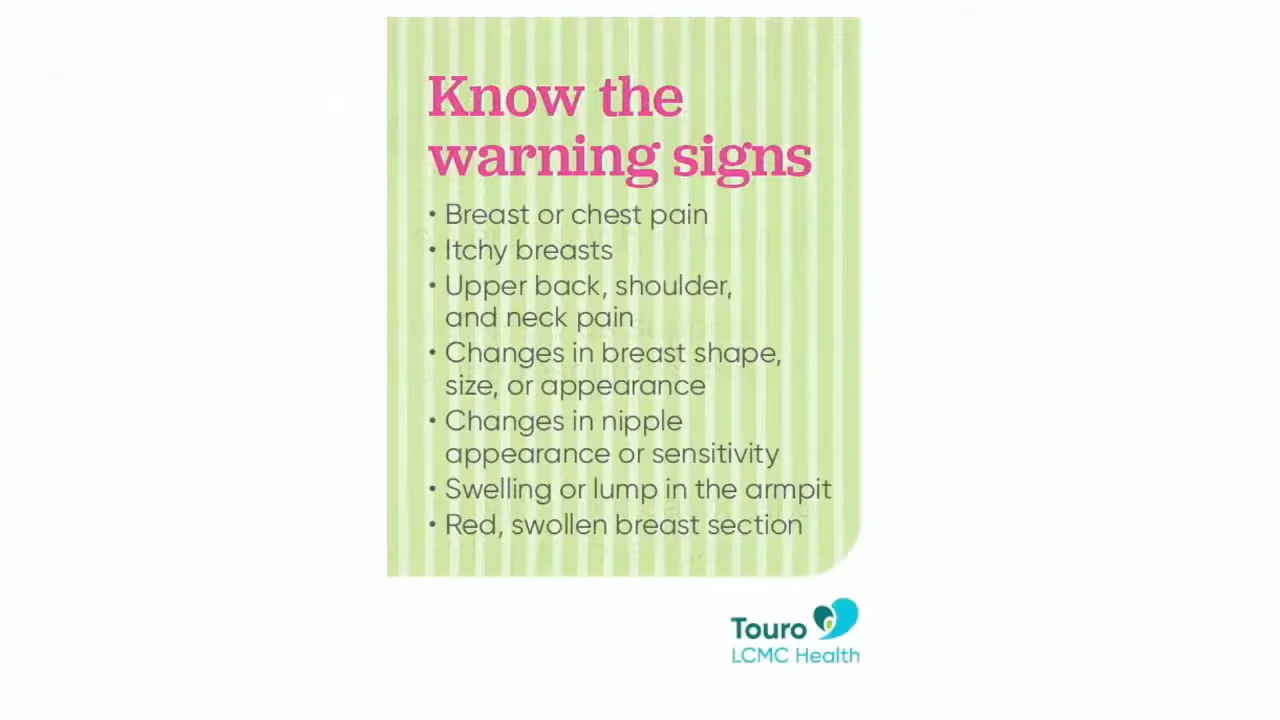 Know the
warning signs
• Breast or chest pain
• Itchy breasts
• Upper back, shoulder,
and neck pain
• Changes in breast shape,
size, or appearance
• Changes in nipple
appearance or sensitivity
• Swelling or lump in the armpit
• Red, swollen breast section
Touro
LCMC Health